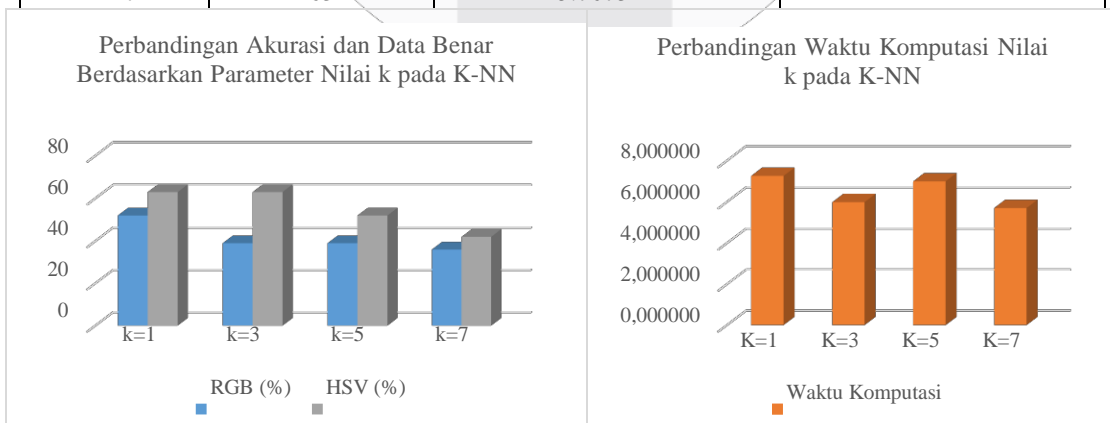 Perbandingan Akurasi dan Data Benar
Berdasarkan Parameter Nilai k pada K-NN
80
60
40
20
0
k=1 k=3 k=5 k=7
RGB (%) HSV (%)
Perbandingan Waktu Komputasi Nilai
k pada K-NN
8,000000
6,000000
4,000000
2,000000
0,000000
K=1 K=3 K=5 K=7
Waktu Komputasi